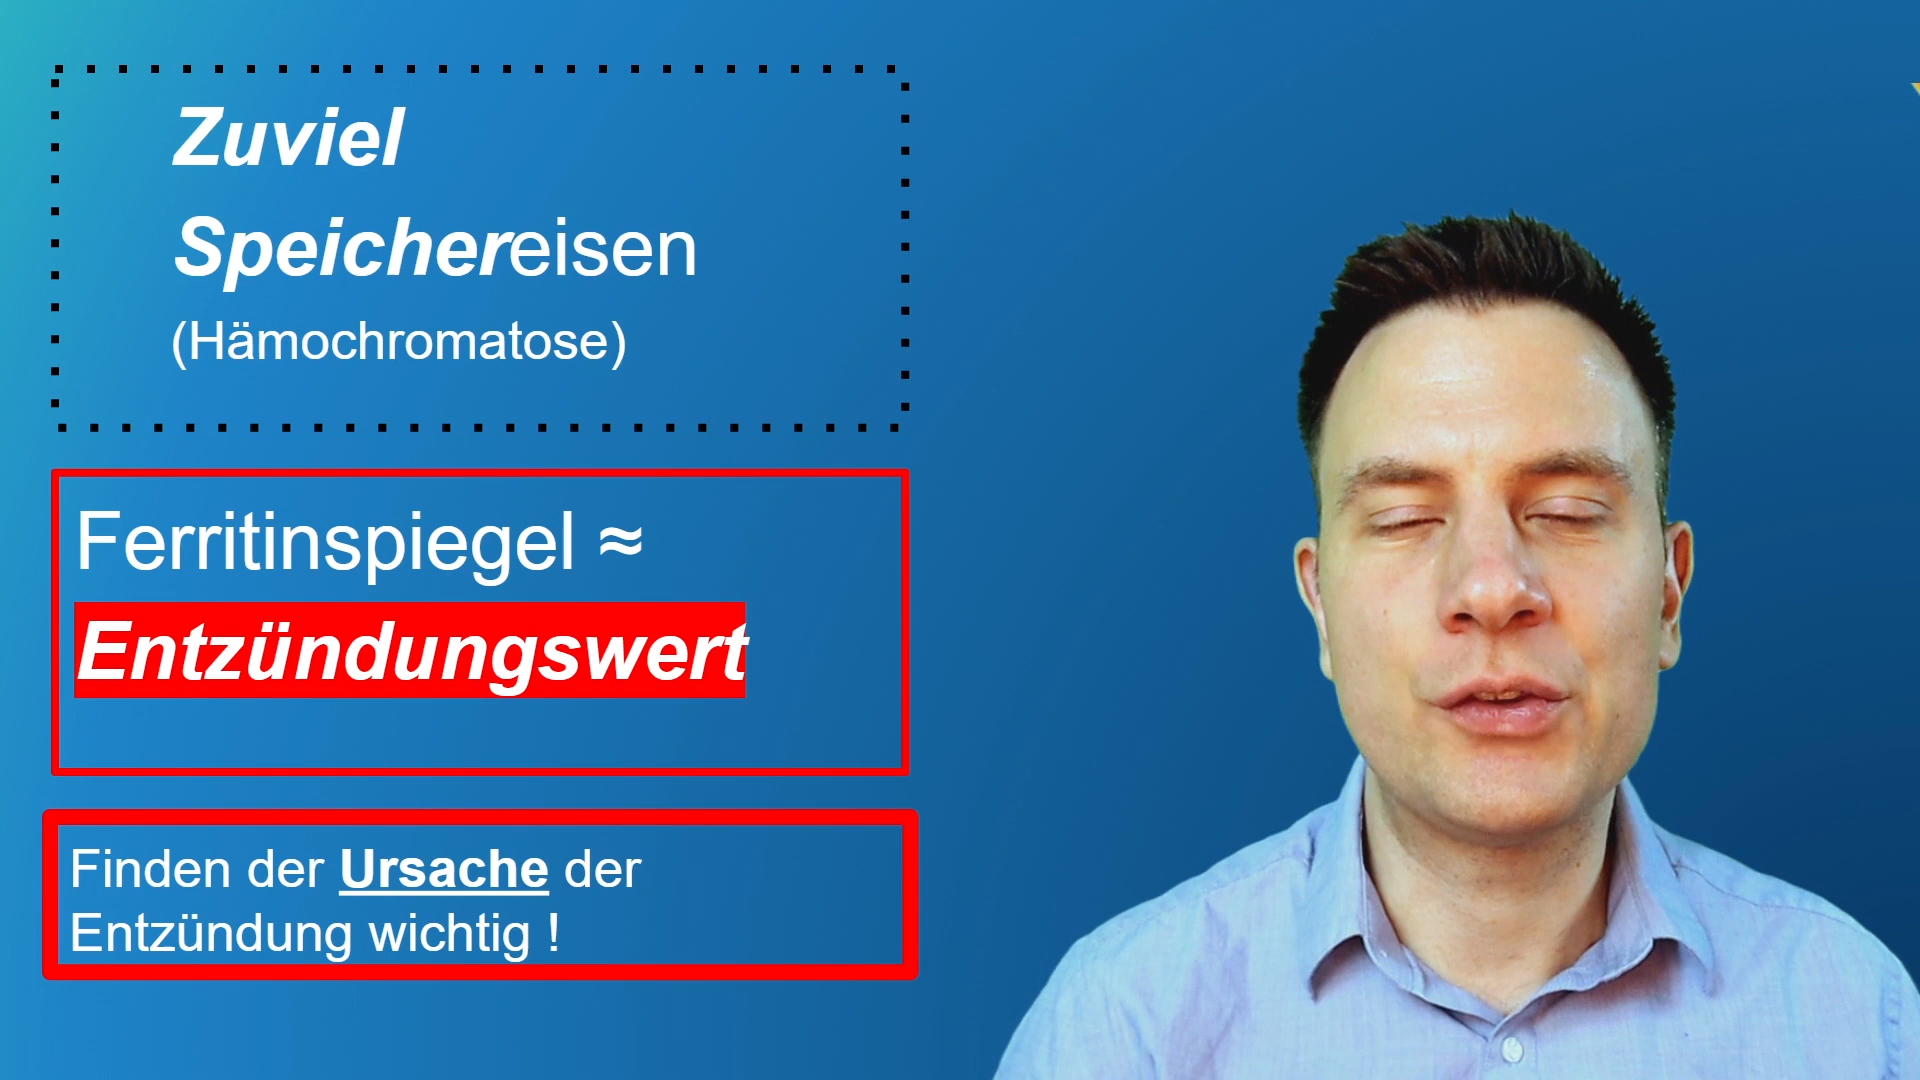 Zuviel
Speichereisen
(Hämochromatose)
Ferritinspiegel ≈
Entzündungswert
Finden der Ursache der
Entzündung wichtig !